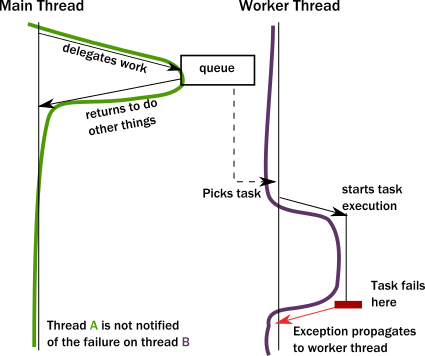 Main Thread
Worker Thread
delegates work
queue
returns to do
other things
Picks task
starts task
execution
Task fails
here
Exception propagates
to worker thread
Thread A is not notified
of the failure on thread B